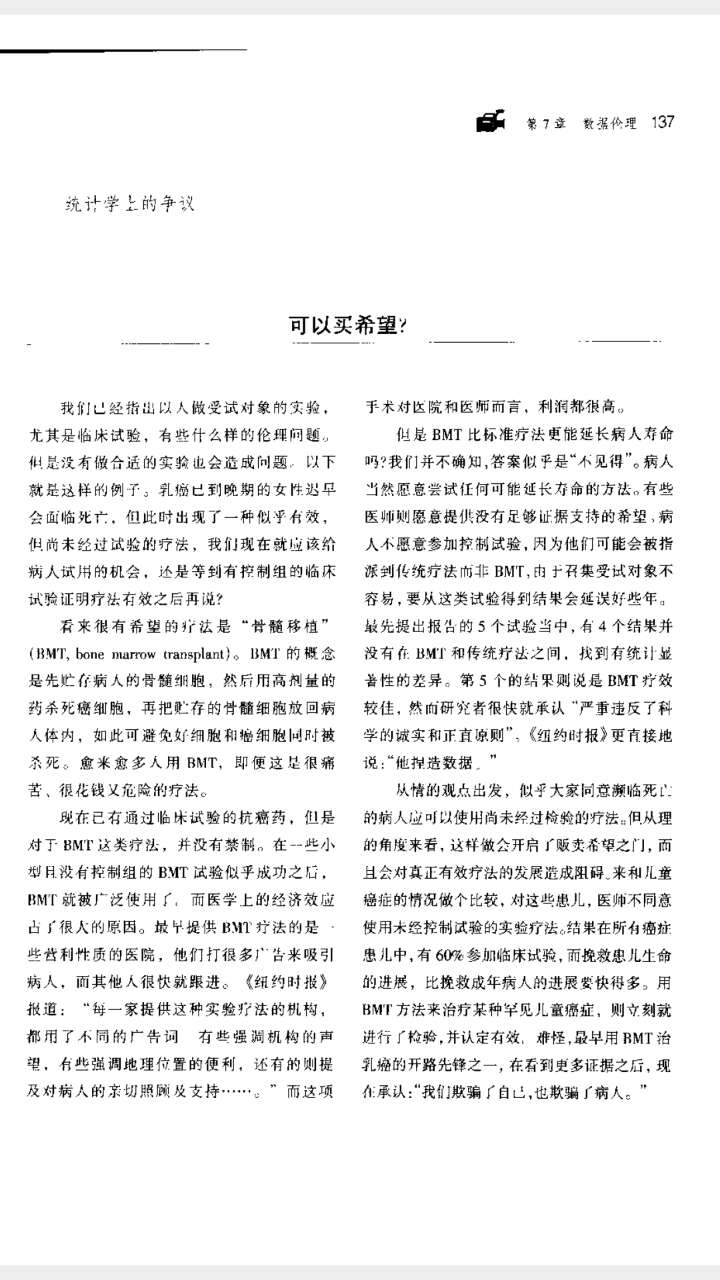 第7章 数据伦理 137
统计学上的争议
可以买希望?
我们已经指出以人做受试对象的实验，
尤其是临床试验，有些什么样的伦理问题。
但是没有做合适的实验也会造成问题。以下
就是这样的例子。乳癌已到晚期的女性迟早
会面临死亡，但此时出现了一种似乎有效，
但尚未经过试验的疗法，我们现在就应该给
病人试用的机会，还是等到有控制组的临床
试验证明疗法有效之后再说?
看来很有希望的疗法是“骨髓移植”
(BMT, bone marrow transplant)。BMT 的概念
是先贮存病人的骨髓细胞，然后用高剂量的
药杀死癌细胞，再把贮存的骨髓细胞放回病
人体内，如此可避免好细胞和癌细胞同时被
杀死。愈来愈多人用 BMT，即便这是很痛
苦、很花钱又危险的疗法。
现在已有通过临床试验的抗癌药，但是
对于 BMT 这类疗法，并没有禁制。在一些小
型且没有控制组的 BMT 试验似乎成功之后，
BMT 就被广泛使用了，而医学上的经济效应
占了很大的原因。最早提供 BMT 疗法的是一
些营利性质的医院，他们打很多广告来吸引
病人，而其他人很快就跟进。《纽约时报》
报道：“每一家提供这种实验疗法的机构，
都用了不同的广告词 有些强调机构的声
望，有些强调地理位置的便利，还有的则提
及对病人的亲切照顾及支持……。”而这项
手术对医院和医师而言，利润都很高。
但是 BMT 比标准疗法更能延长病人寿命
吗?我们并不确知，答案似乎是“不见得”。病人
当然愿意尝试任何可能延长寿命的方法。有些
医师则愿意提供没有足够证据支持的希望，病
人不愿意参加控制试验，因为他们可能会被指
派到传统疗法而非 BMT，由于召集受试对象不
容易，要从这类试验得到结果会延误好些年。
最先提出报告的 5 个试验当中，有 4 个结果并
没有在 BMT 和传统疗法之间，找到有统计显
著性的差异。第 5 个的结果则说是 BMT 疗效
较佳，然而研究者很快就承认“严重违反了科
学的诚实和正直原则”，《纽约时报》更直接地
说：“他捏造数据。”
从情的观点出发，似乎大家同意濒临死亡
的病人应可以使用尚未经过检验的疗法。但从理
的角度来看，这样做会开启了贩卖希望之门，而
且会对真正有效疗法的发展造成阻碍。来和儿童
癌症的情况做个比较，对这些患儿，医师不同意
使用未经控制试验的实验疗法。结果在所有癌症
患儿中，有 60% 参加临床试验，而挽救患儿生命
的进展，比挽救成年病人的进展要快得多。用
BMT 方法来治疗某种罕见儿童癌症，则立刻就
进行了检验，并认定有效。难怪，最早用 BMT 治
乳癌的开路先锋之一，在看到更多证据之后，现
在承认：“我们欺骗了自己，也欺骗了病人。”